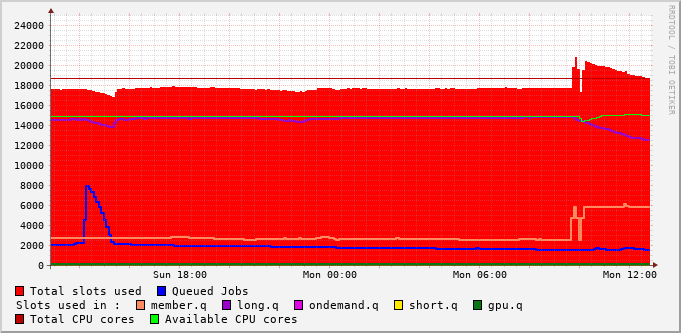 RRDTOOL / TOBI OETIKER
24000
22000
20000
18000
16000
14000
12000
10000
8000
6000
4000
2000
0
Sun 18:00 Mon 00:00 Mon 06:00 Mon 12:00
Total slots used Queued Jobs
Slots used in : member.q long.q ondemand.q short.q gpu.q
Total CPU cores Available CPU cores